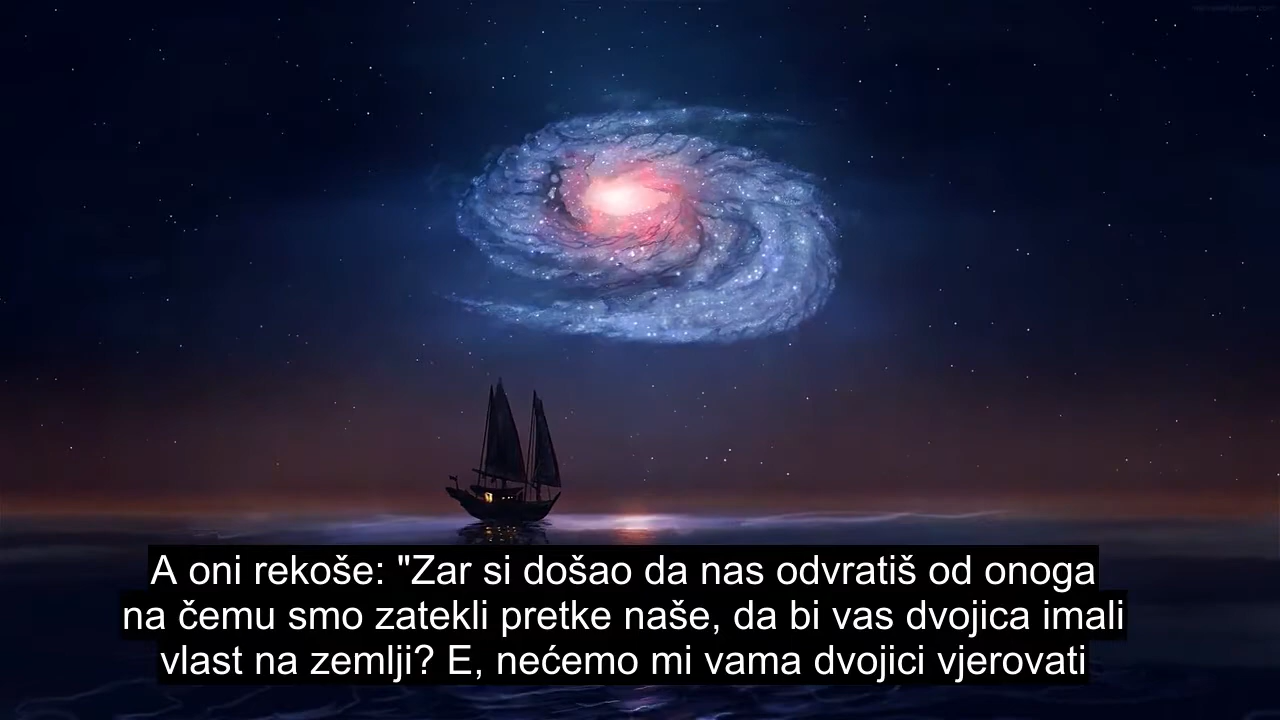 A oni rekoše: "Zar si došao da nas odvratiš od onoga
na čemu smo zatekli pretke naše, da bi vas dvojica imali
vlast na zemlji? E, nećemo mi vama dvojici vjerovati